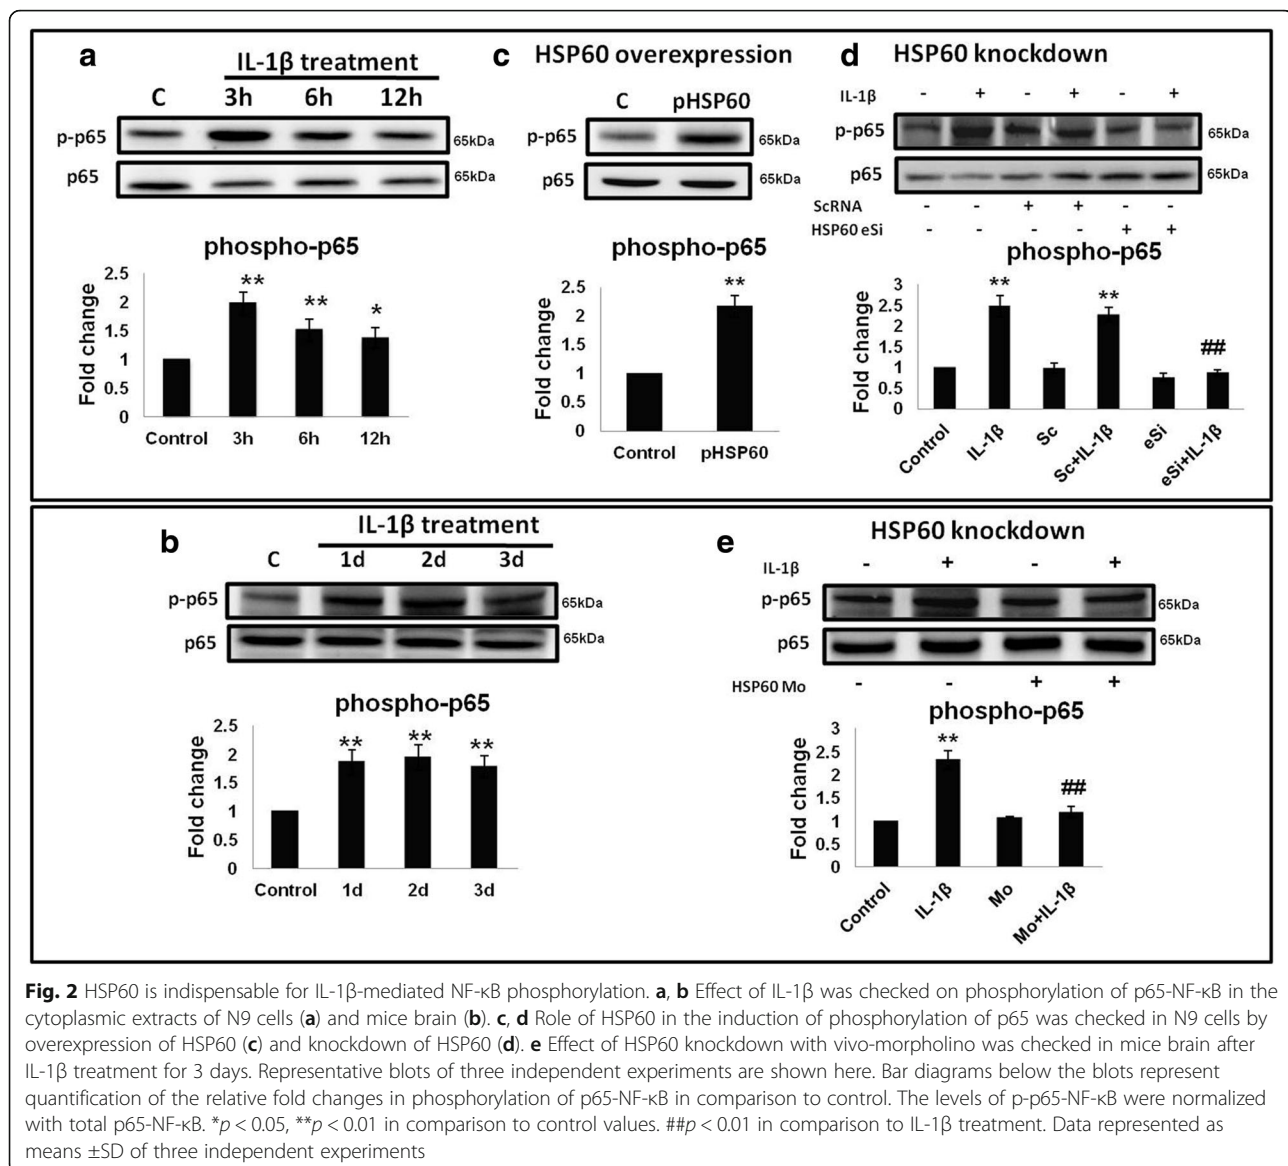 a
IL-1β treatment
C 3h 6h 12h
p-p65 65kDa
p65 65kDa
phospho-p65
Fold change
2.5
2
1.5
1
0.5
0
** ** *
Control 3h 6h 12h
c HSP60 overexpression
C pHSP60
p-p65 65kDa
p65 65kDa
phospho-p65
Fold change
2.5
2
1.5
1
0.5
0
**
Control pHSP60
d HSP60 knockdown
IL-1β - + - + - +
p-p65 65kDa
p65 65kDa
ScRNA - - + + - -
HSP60 eSi - - - - + +
phospho-p65
Fold change
3
2.5
2
1.5
1
0.5
0
** ** ##
Control IL-1β Sc Sc+IL-1β eSi eSi+IL-1β
b
IL-1β treatment
C 1d 2d 3d
p-p65 65kDa
p65 65kDa
phospho-p65
Fold change
2.5
2
1.5
1
0.5
0
** ** **
Control 1d 2d 3d
e HSP60 knockdown
IL-1β - + - +
p-p65 65kDa
p65 65kDa
HSP60 Mo - - + +
phospho-p65
Fold change
3
2.5
2
1.5
1
0.5
0
** ##
Control IL-1β Mo Mo+IL-1β
Fig. 2 HSP60 is indispensable for IL-1β-mediated NF-κB phosphorylation. a, b Effect of IL-1β was checked on phosphorylation of p65-NF-κB in the
cytoplasmic extracts of N9 cells (a) and mice brain (b). c, d Role of HSP60 in the induction of phosphorylation of p65 was checked in N9 cells by
overexpression of HSP60 (c) and knockdown of HSP60 (d). e Effect of HSP60 knockdown with vivo-morpholino was checked in mice brain after
IL-1β treatment for 3 days. Representative blots of three independent experiments are shown here. Bar diagrams below the blots represent
quantification of the relative fold changes in phosphorylation of p65-NF-κB in comparison to control. The levels of p-p65-NF-κB were normalized
with total p65-NF-κB. *p < 0.05, **p < 0.01 in comparison to control values. ##p < 0.01 in comparison to IL-1β treatment. Data represented as
means ±SD of three independent experiments